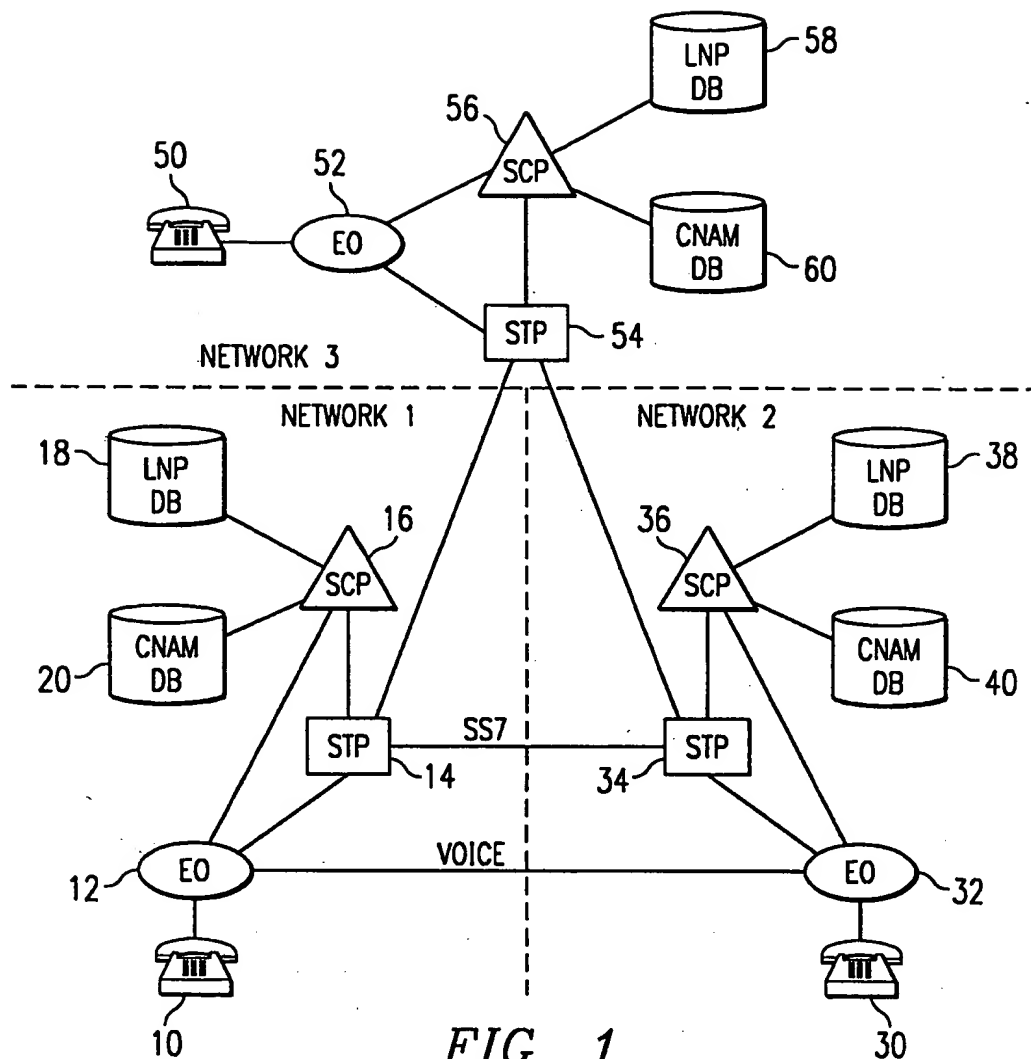 58
LNP
DB
56
SCP
50
52
EO
CNAM
DB
60
STP
54
NETWORK 3
NETWORK 1
NETWORK 2
18
LNP
DB
38
LNP
DB
16
SCP
36
SCP
20
CNAM
DB
40
CNAM
DB
STP
14
SS7
STP
34
12
EO
VOICE
EO
32
10
30
FIG. 1